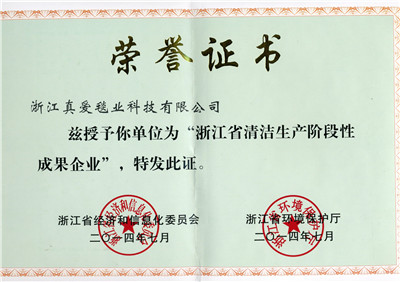 荣誉证书
浙江真爱毯业科技有限公司
兹授予你单位为“浙江省清洁生产阶段性
成果企业”，特发此证。
浙江省经济和信息化委员会 浙江省环境保护厅
二〇一四年七月 二〇一四年七月